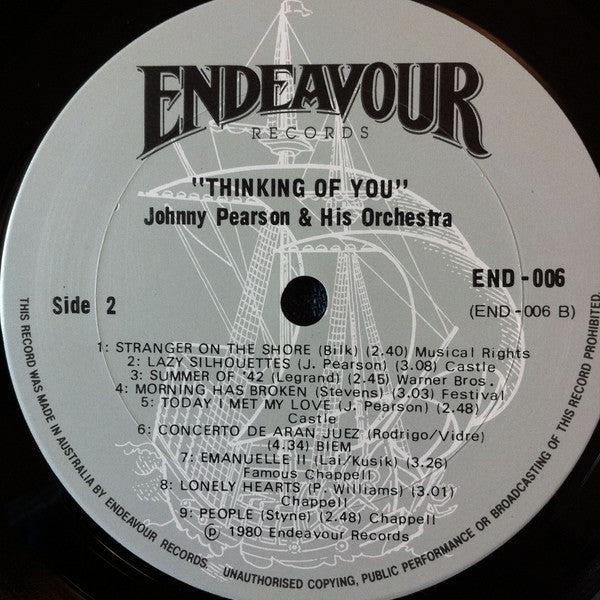 ENDEAVOUR
RECORDS
"THINKING OF YOU"
Johnny Pearson & His Orchestra
Side 2
END-006
(END-006 B)
1: STRANGER ON THE SHORE (Bilk) (2.40) Musical Rights
2: LAZY SILHOUETTES (J. Pearson) (3.08) Castle
3: SUMMER OF '42 (Legrand) (2.45) Warner Bros.
4: MORNING HAS BROKEN (Stevens) (3.03) Festival
5: TODAY I MET MY LOVE (J. Pearson) (2.48)
Castle
6: CONCERTO DE ARAN JUEZ (Rodrigo/Vidre)
(4.34) BIEM
7: EMANUELLE II (Lai/Kusik) (3.26)
Famous Chappell
8: LONELY HEARTS (P. Williams) (3.01)
Chappell
9: PEOPLE (Styne) (2.48) Chappell
℗ 1980 Endeavour Records
THIS RECORD WAS MADE IN AUSTRALIA BY ENDEAVOUR RECORDS. UNAUTHORISED COPYING, PUBLIC PERFORMANCE OR BROADCASTING OF THIS RECORD PROHIBITED.